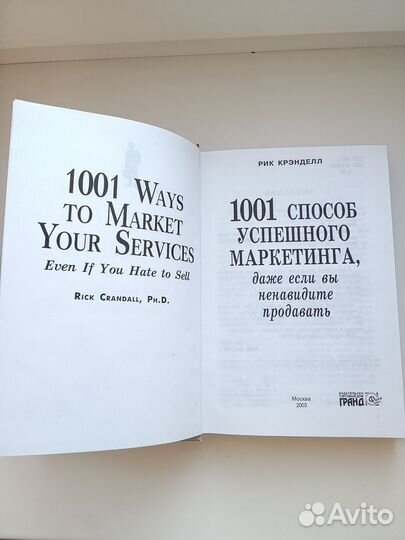 1001 WAYS
TO MARKET
YOUR SERVICES
Even If You Hate to Sell
RICK CRANDALL, PH.D.
РИК КРЭНДЕЛЛ
1001 СПОСОБ
УСПЕШНОГО
МАРКЕТИНГА,
даже если вы
ненавидите
продавать
Москва
2003
ГРАНД
Avito